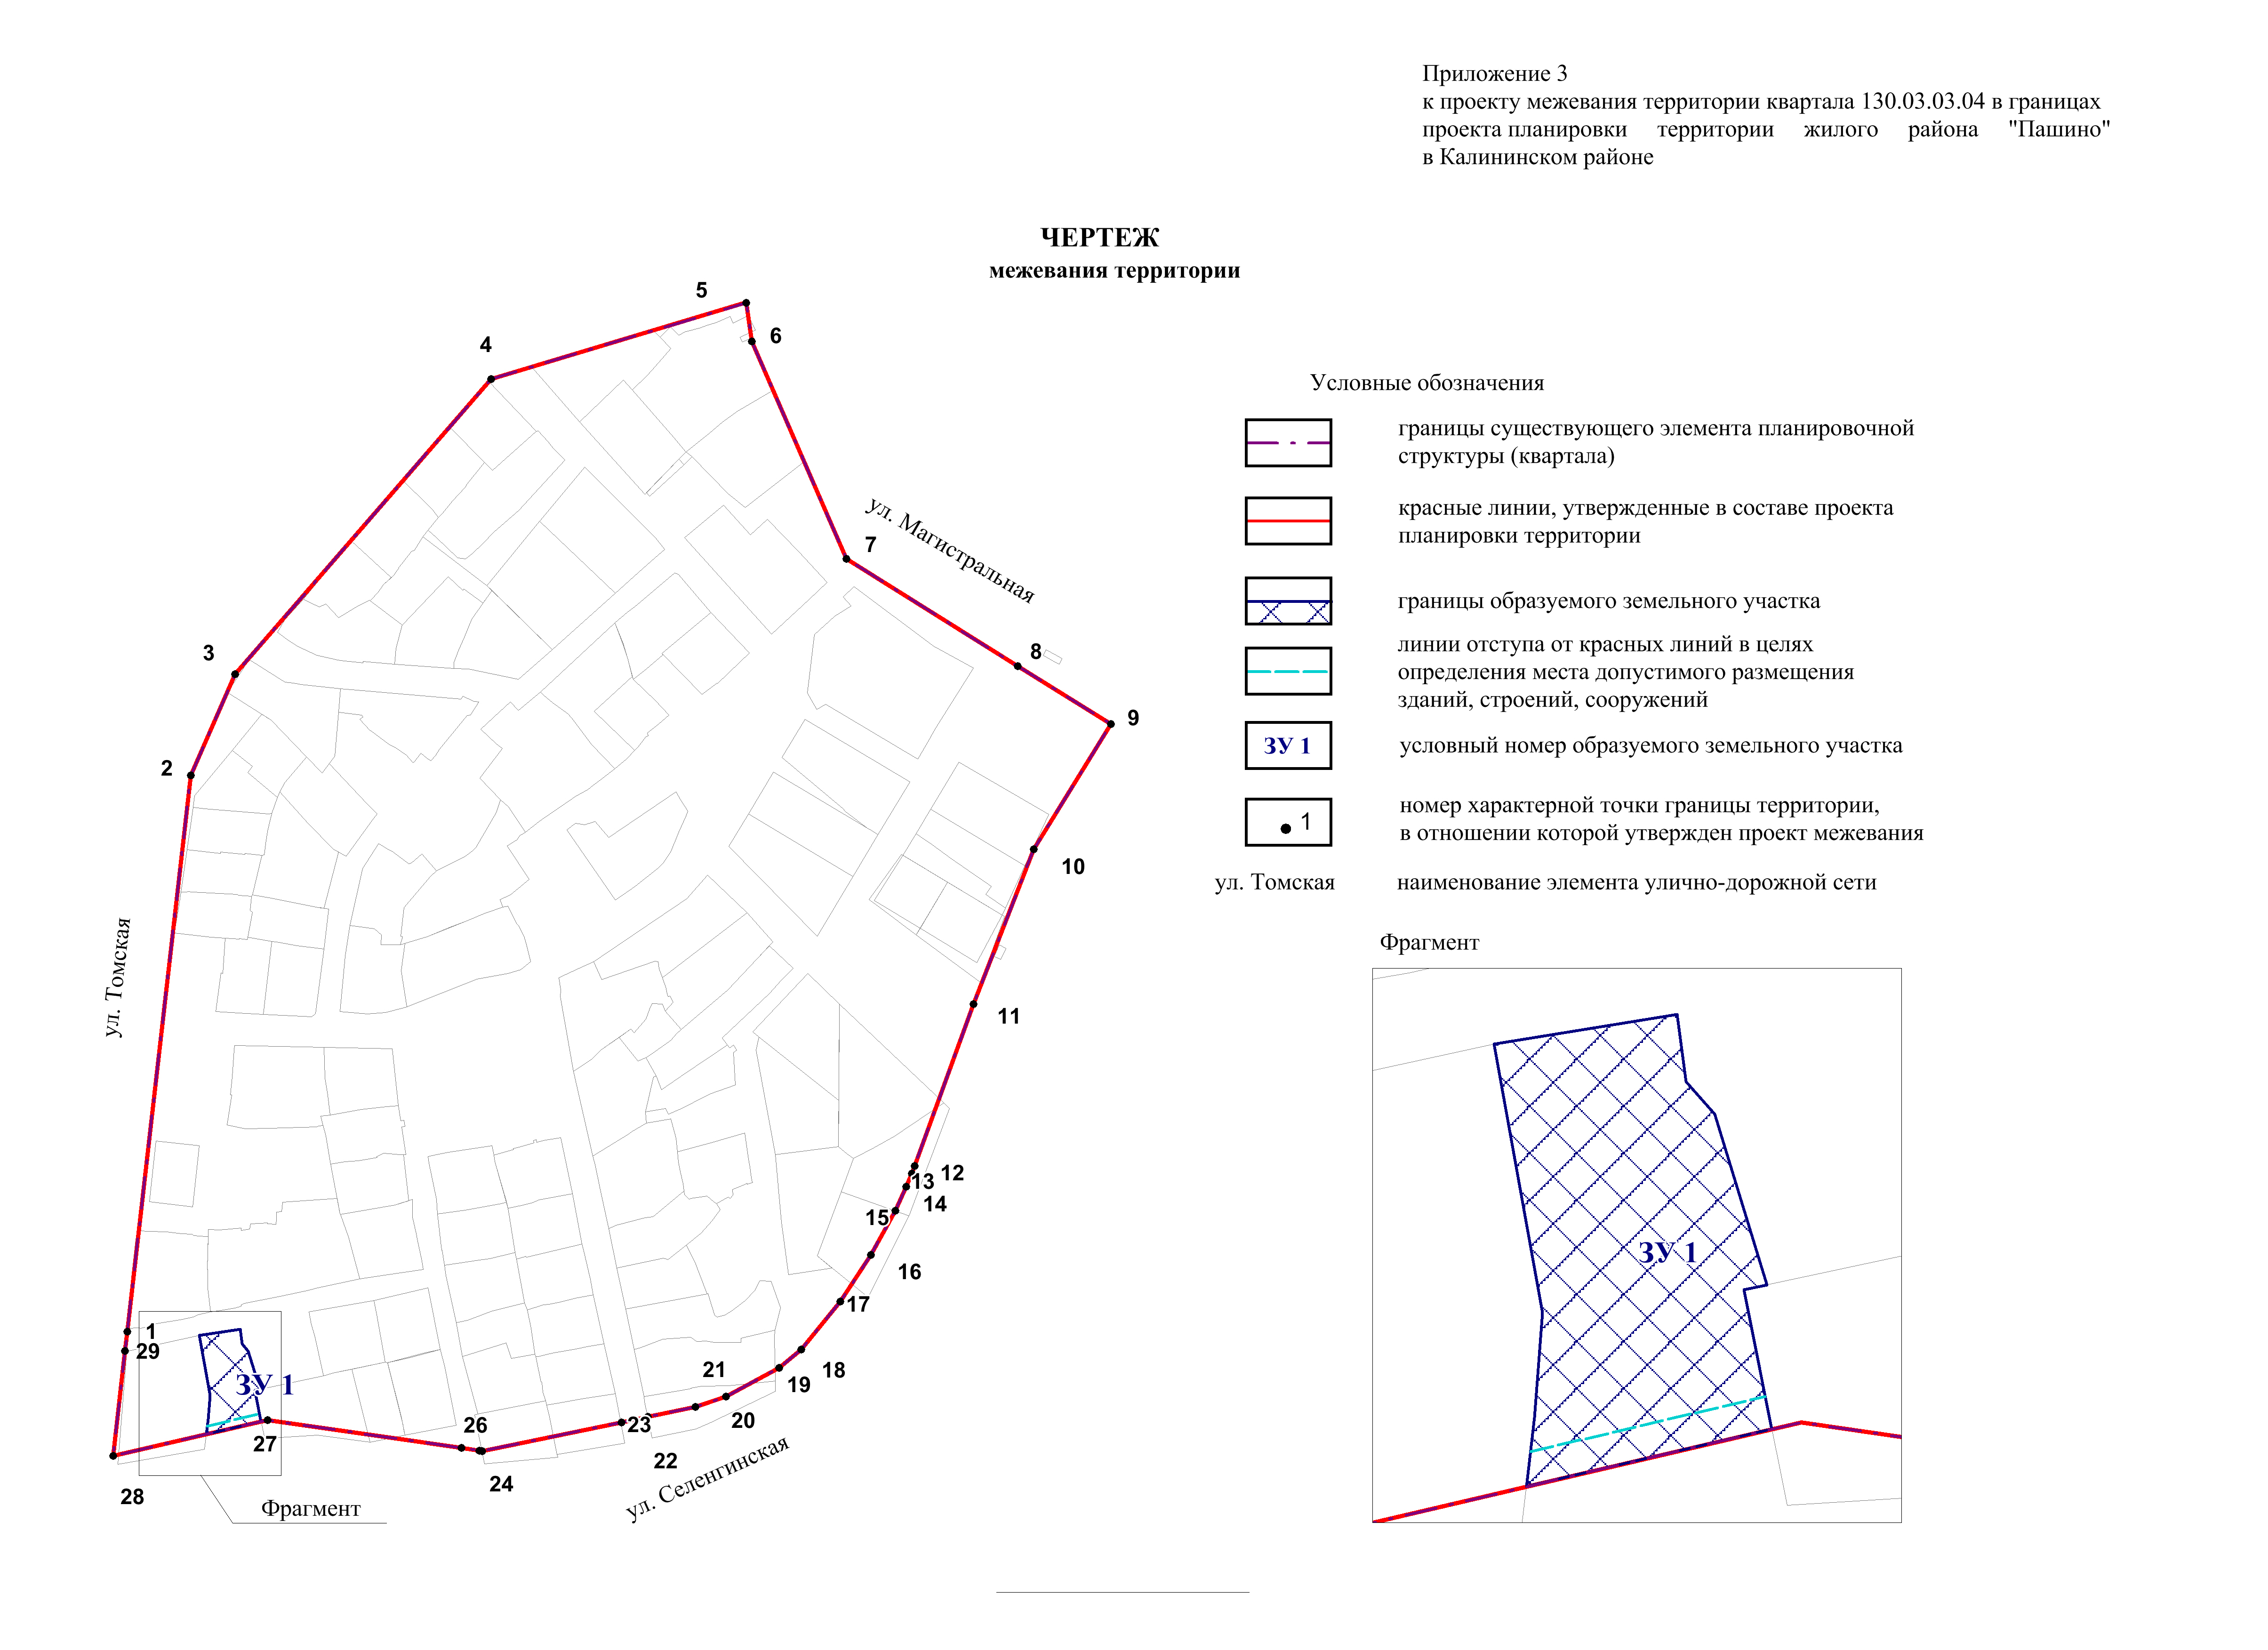 Приложение 3
к проекту межевания территории квартала 130.03.03.04 в границах
проекта планировки территории жилого района "Пашино"
в Калининском районе
ЧЕРТЕЖ
межевания территории
5
6
4
7
ул. Магистральная
8
3
9
2
10
ул. Томская
11
12
13
14
15
16
17
1
29
18
21
19
ЗУ 1
20
26
23
27
22
24
28
ул. Селенгинская
Фрагмент
Условные обозначения
границы существующего элемента планировочной
структуры (квартала)
красные линии, утвержденные в составе проекта
планировки территории
границы образуемого земельного участка
линии отступа от красных линий в целях
определения места допустимого размещения
зданий, строений, сооружений
ЗУ 1
условный номер образуемого земельного участка
1
номер характерной точки границы территории,
в отношении которой утвержден проект межевания
ул. Томская наименование элемента улично-дорожной сети
Фрагмент
ЗУ 1